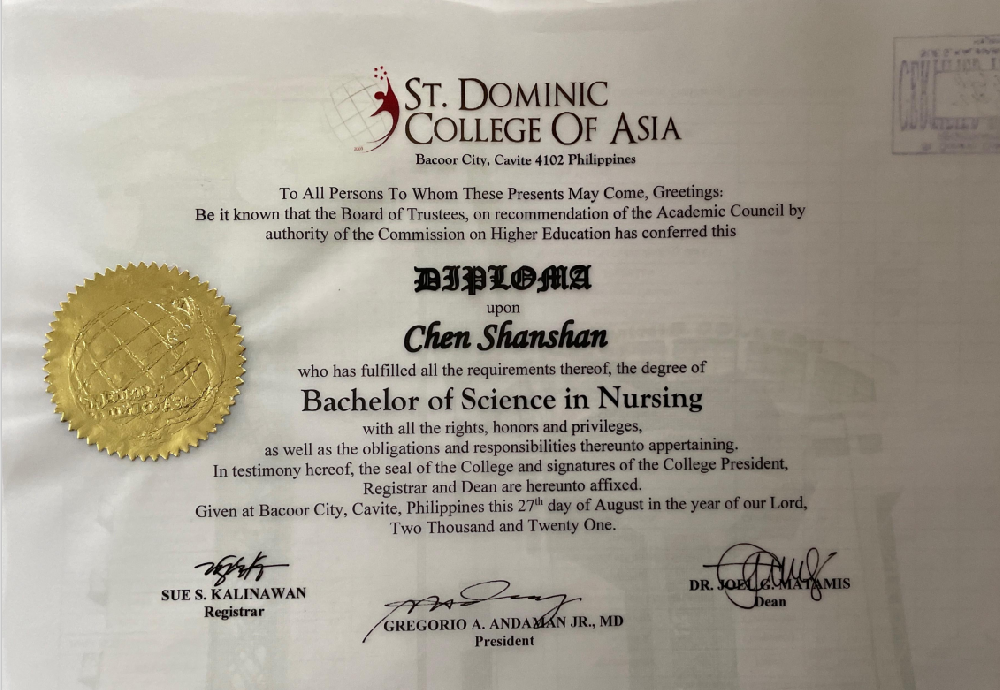 ST. DOMINIC
COLLEGE OF ASIA
Bacoor City, Cavite 4102 Philippines
To All Persons To Whom These Presents May Come, Greetings:
Be it known that the Board of Trustees, on recommendation of the Academic Council by
authority of the Commission on Higher Education has conferred this
DIPLOMA
upon
Chen Shanshan
who has fulfilled all the requirements thereof, the degree of
Bachelor of Science in Nursing
with all the rights, honors and privileges,
as well as the obligations and responsibilities thereunto appertaining.
In testimony hereof, the seal of the College and signatures of the College President,
Registrar and Dean are hereunto affixed.
Given at Bacoor City, Cavite, Philippines this 27th day of August in the year of our Lord,
Two Thousand and Twenty One.
SUE S. KALINAWAN
Registrar
GREGORIO A. ANDAMAN JR., MD
President
DR. JOEL G. MATAMIS
Dean